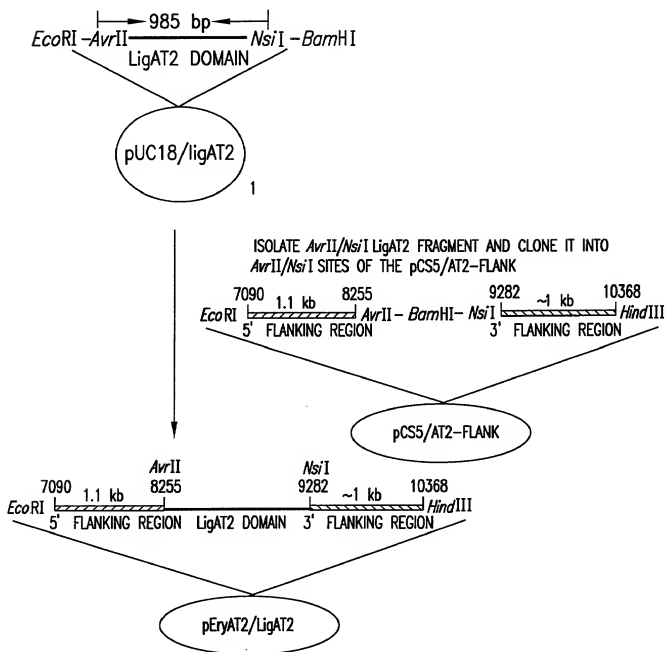 985 bp
EcoRI-AvrII NsiI-BamHI
LigAT2 DOMAIN
pUC18/ligAT2
1
ISOLATE AvrII/NsiI LigAT2 FRAGMENT AND CLONE IT INTO
AvrII/NsiI SITES OF THE pCS5/AT2-FLANK
7090 1.1 kb 8255 9282 ~1 kb 10368
EcoRI AvrII-BamHI-NsiI HindIII
5' FLANKING REGION 3' FLANKING REGION
pCS5/AT2-FLANK
AvrII NsiI
7090 1.1 kb 8255 9282 ~1 kb 10368
EcoRI HindIII
5' FLANKING REGION LigAT2 DOMAIN 3' FLANKING REGION
pEryAT2/LigAT2